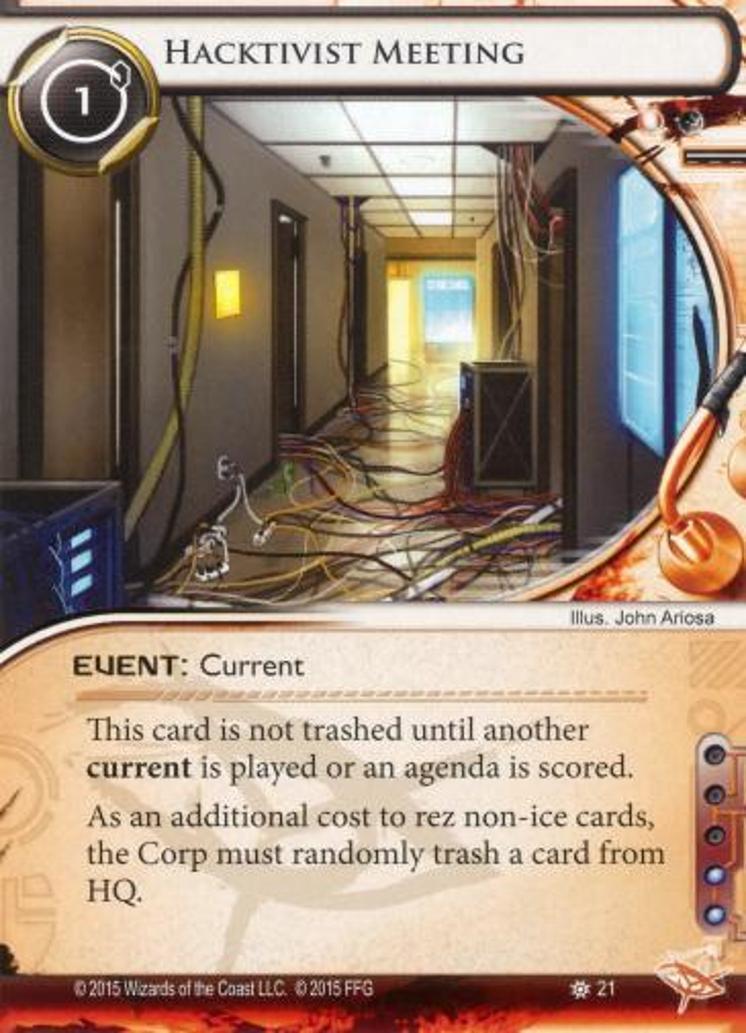 Hacktivist Meeting
1
Illus. John Ariosa
EVENT: Current
This card is not trashed until another
current is played or an agenda is scored.
As an additional cost to rez non-ice cards,
the Corp must randomly trash a card from
HQ.
© 2015 Wizards of the Coast LLC. © 2015 FFG
21